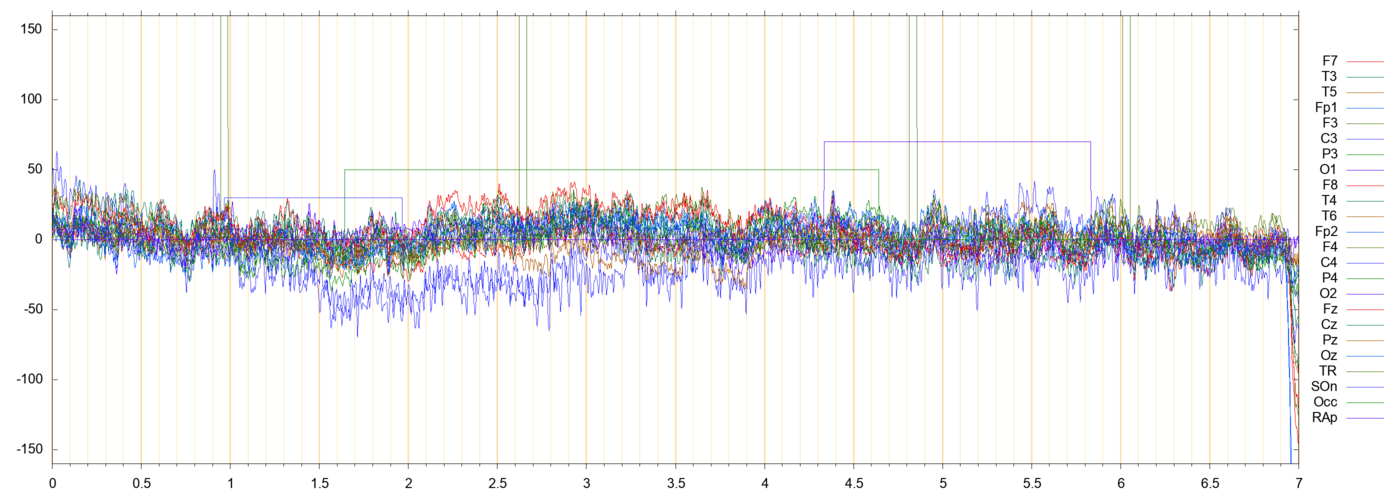 150
100
50
0
-50
-100
-150
0 0.5 1 1.5 2 2.5 3 3.5 4 4.5 5 5.5 6 6.5 7
F7
T3
T5
Fp1
F3
C3
P3
O1
F8
T4
T6
Fp2
F4
C4
P4
O2
Fz
Cz
Pz
Oz
TR
SOn
Occ
RAp